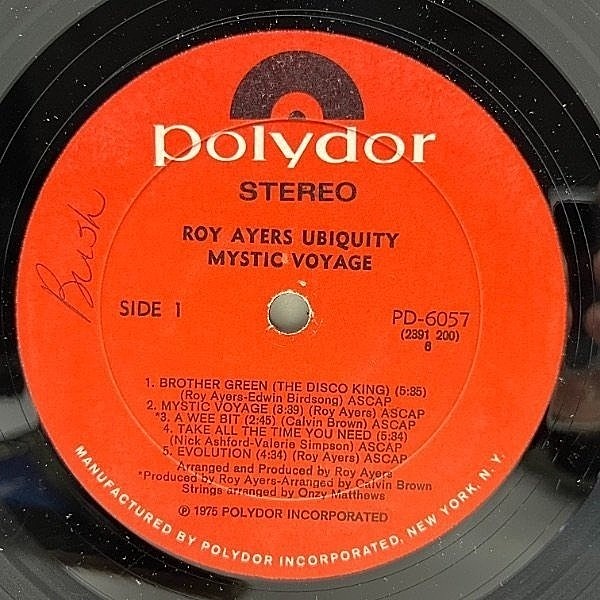 Polydor
STEREO
ROY AYERS UBIQUITY
MYSTIC VOYAGE
Bush
SIDE 1
PD-6057
(2391 200)
8
1. BROTHER GREEN (THE DISCO KING) (5:35)
(Roy Ayers-Edwin Birdsong) ASCAP
2. MYSTIC VOYAGE (3:39) (Roy Ayers) ASCAP
*3. A WEE BIT (2:45) (Calvin Brown) ASCAP
4. TAKE ALL THE TIME YOU NEED (5:34)
(Nick Ashford-Valerie Simpson) ASCAP
5. EVOLUTION (4:34) (Roy Ayers) ASCAP
Arranged and Produced by Roy Ayers
*Produced by Roy Ayers-Arranged by Calvin Brown
Strings arranged by Onzy Matthews
℗ 1975 POLYDOR INCORPORATED
MANUFACTURED BY POLYDOR INCORPORATED, NEW YORK, N.Y.